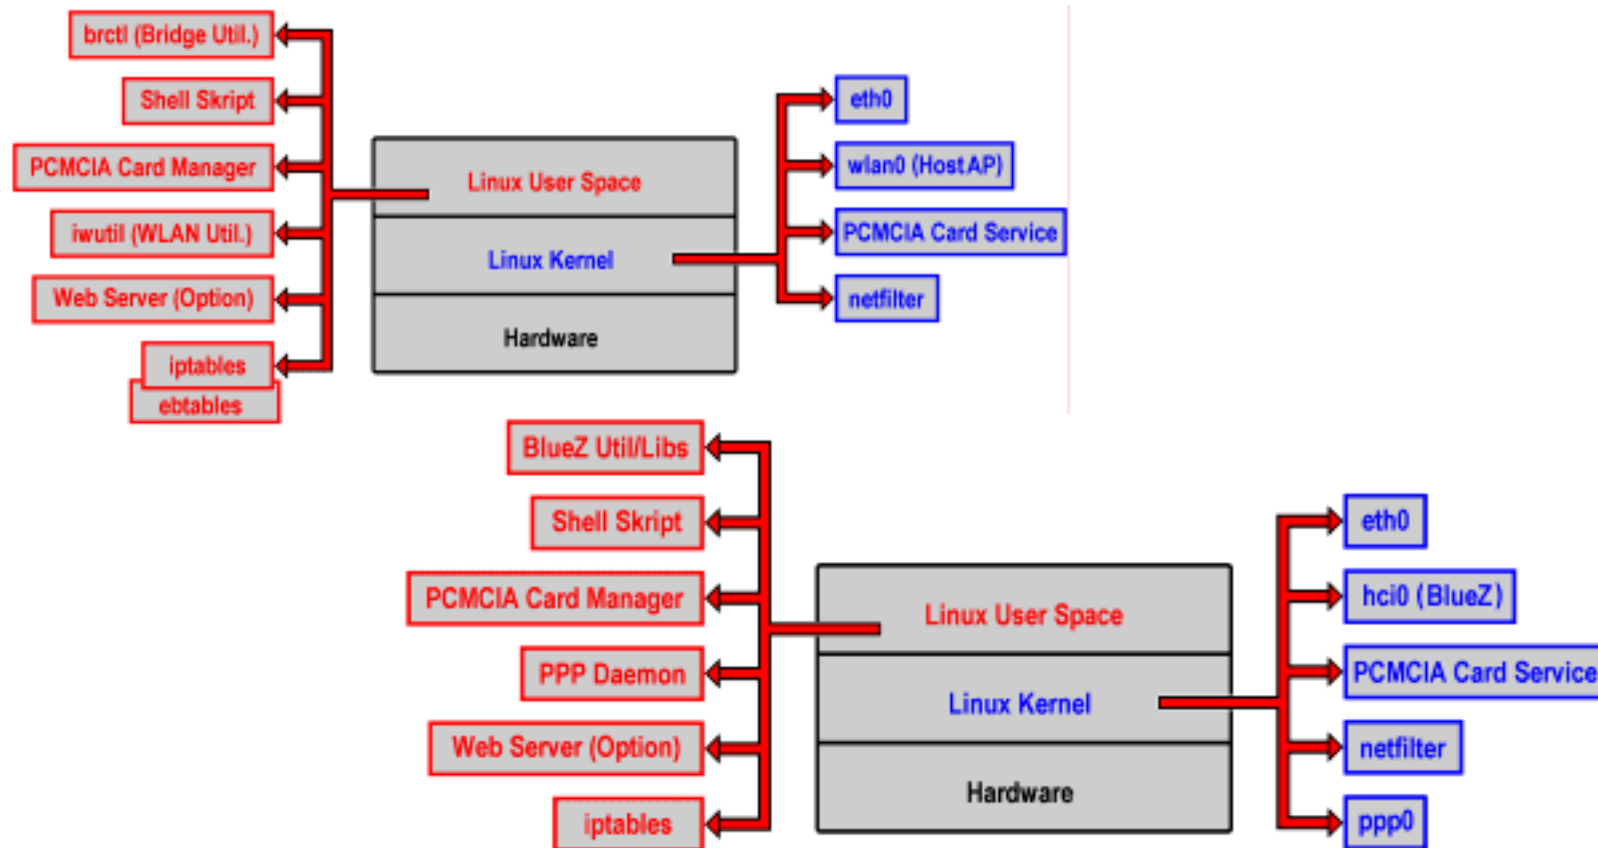 brctl (Bridge Util.)
Shell Skript
PCMCIA Card Manager
iwutil (WLAN Util.)
Web Server (Option)
iptables
ebtables
Linux User Space
Linux Kernel
Hardware
eth0
wlan0 (HostAP)
PCMCIA Card Service
netfilter
BlueZ Util/Libs
Shell Skript
PCMCIA Card Manager
PPP Daemon
Web Server (Option)
iptables
Linux User Space
Linux Kernel
Hardware
eth0
hci0 (BlueZ)
PCMCIA Card Service
netfilter
ppp0